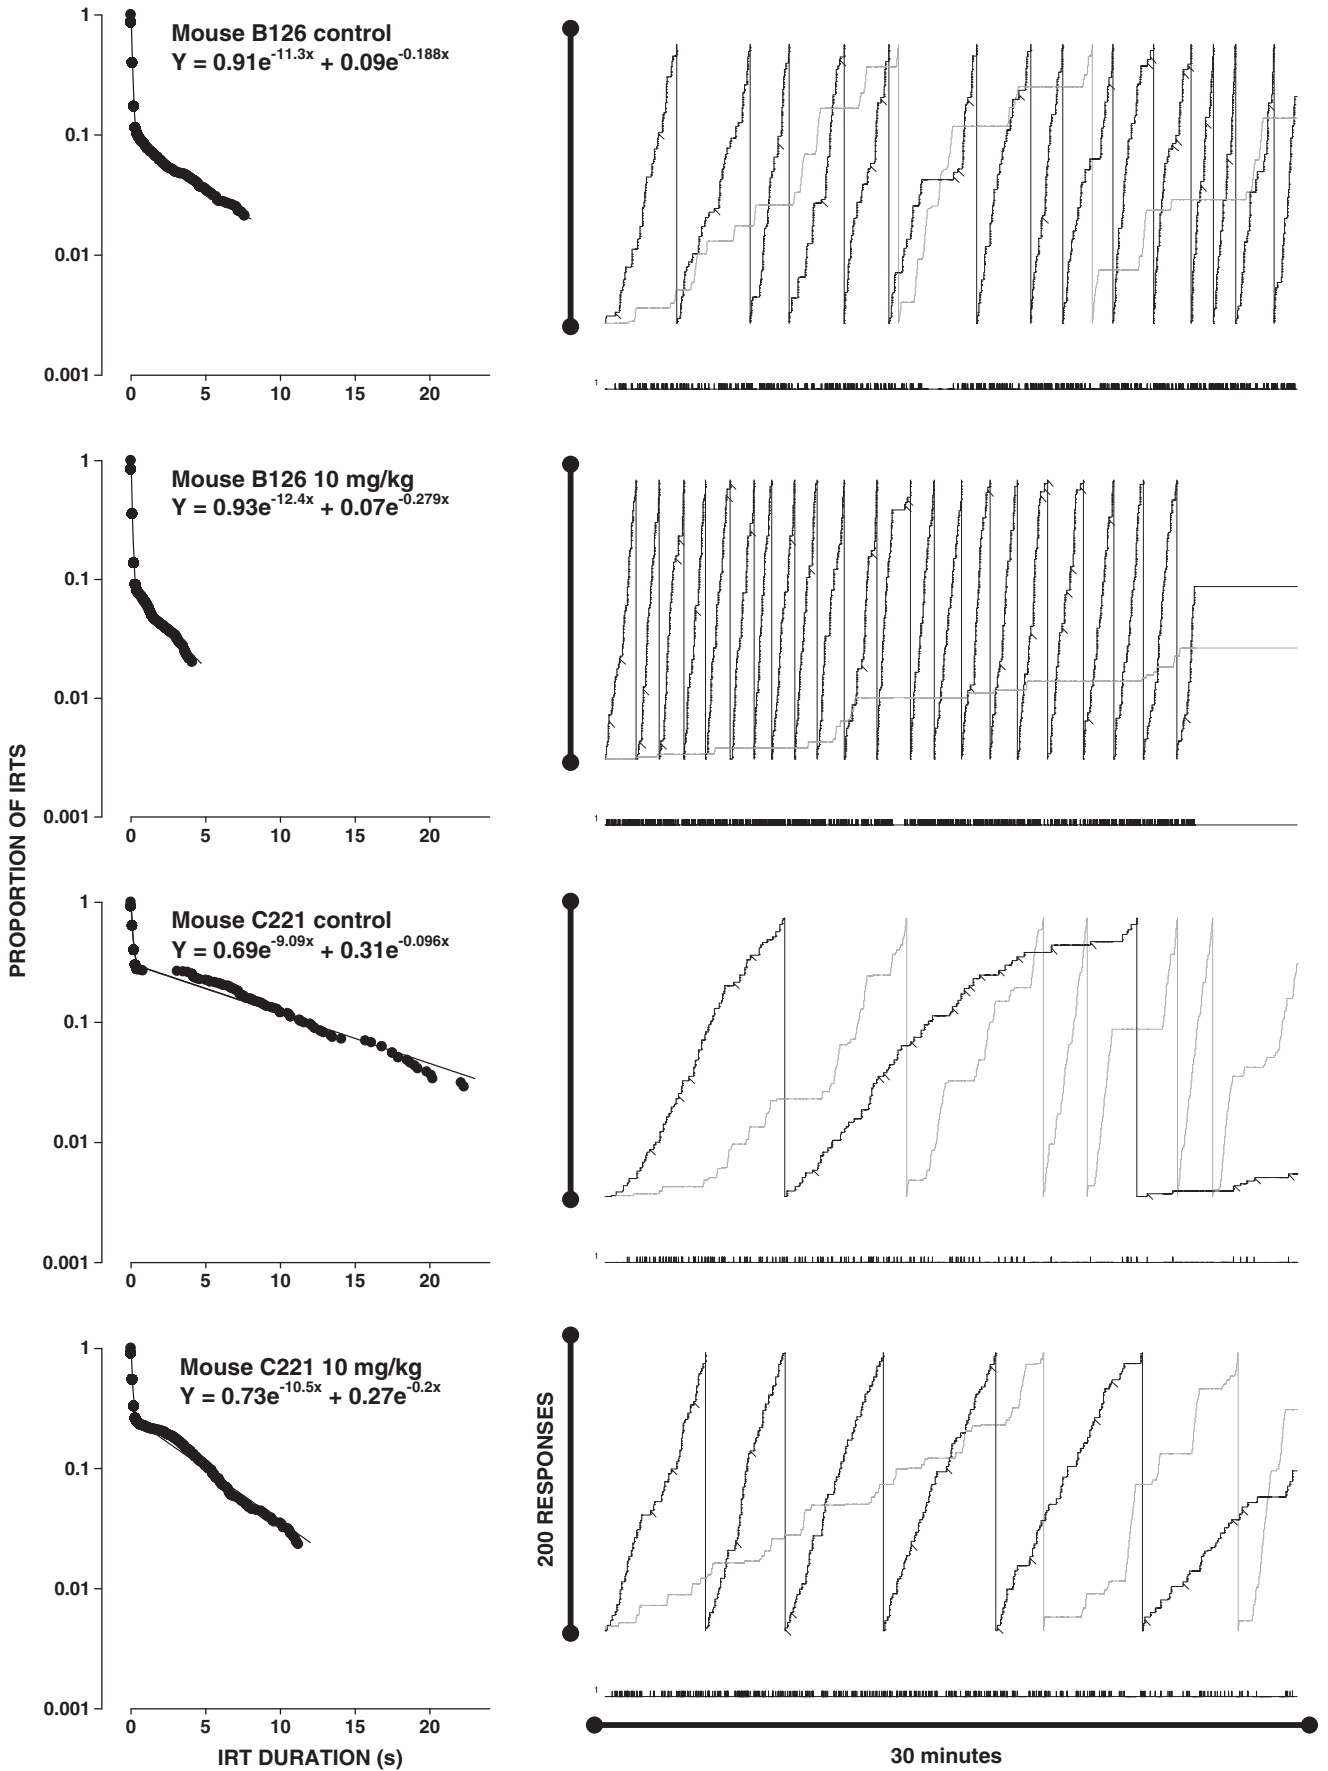 1
Mouse B126 control
Y = 0.91e^-11.3x + 0.09e^-0.188x
0.1
0.01
0.001
0 5 10 15 20
1
1
Mouse B126 10 mg/kg
Y = 0.93e^-12.4x + 0.07e^-0.279x
0.1
0.01
0.001
0 5 10 15 20
1
PROPORTION OF IRTS
1
Mouse C221 control
Y = 0.69e^-9.09x + 0.31e^-0.096x
0.1
0.01
0.001
0 5 10 15 20
1
1
Mouse C221 10 mg/kg
Y = 0.73e^-10.5x + 0.27e^-0.2x
0.1
0.01
0.001
0 5 10 15 20
IRT DURATION (s)
200 RESPONSES
1
30 minutes